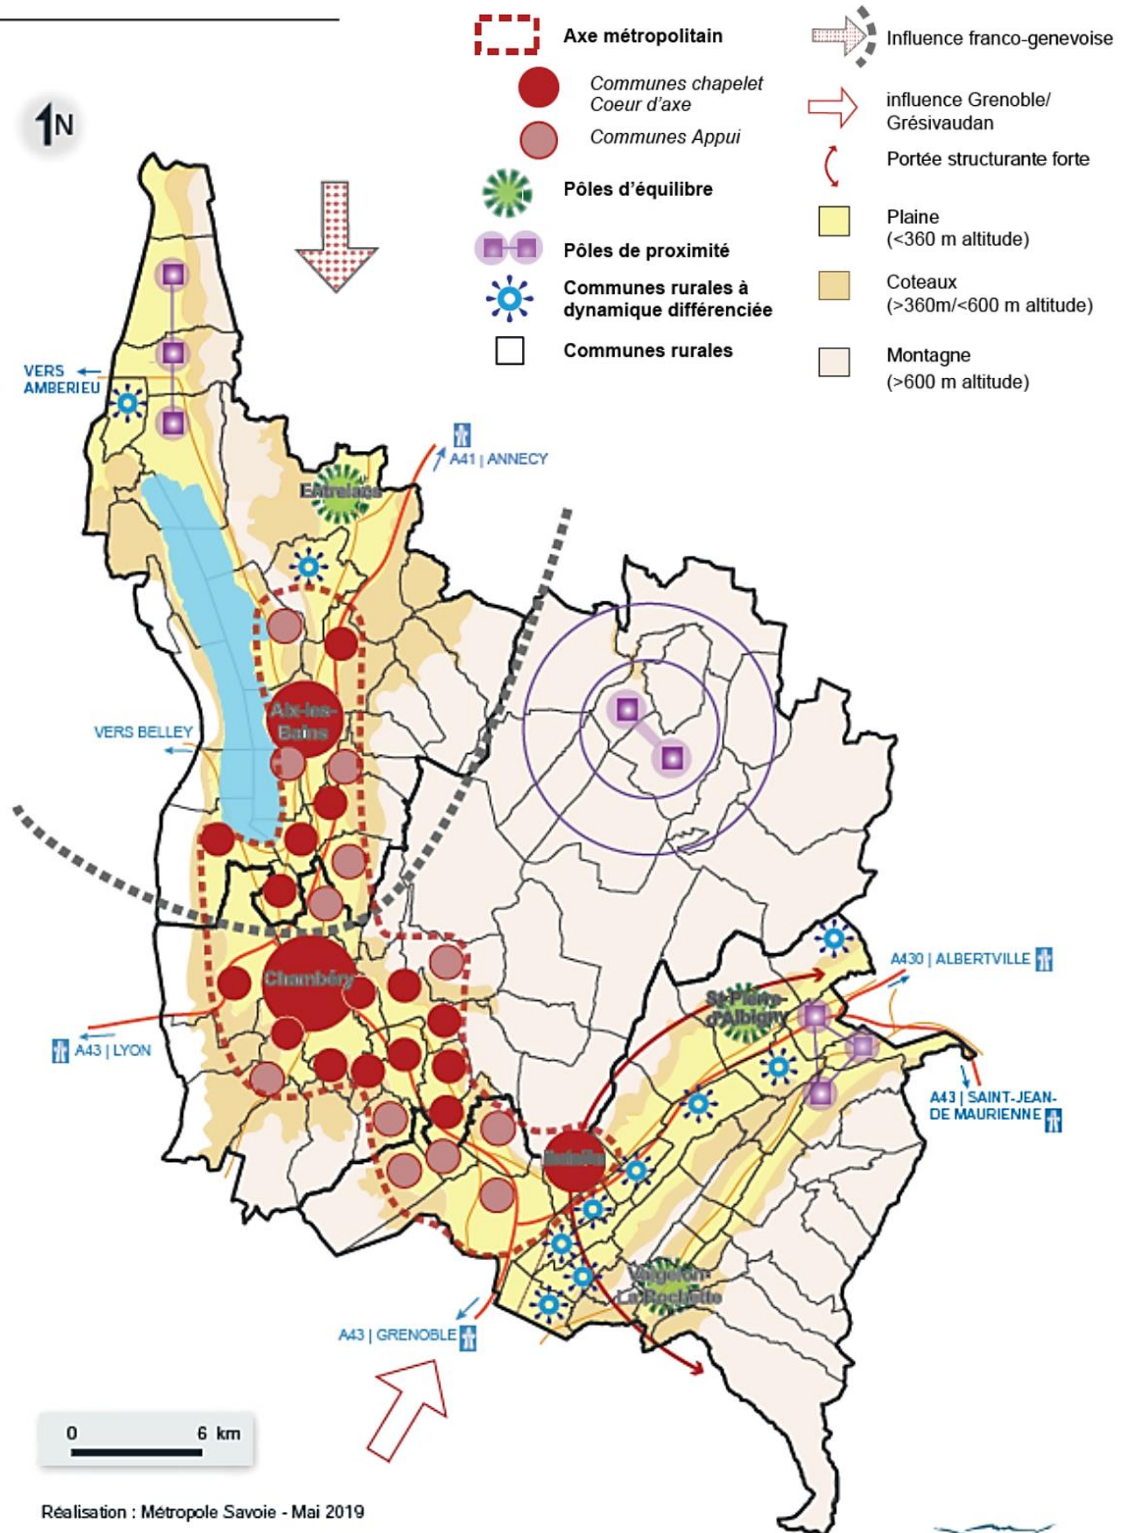 Axe métropolitain
Communes chapelet
Coeur d'axe
Communes Appui
Pôles d'équilibre
Pôles de proximité
Communes rurales à
dynamique différenciée
Communes rurales
Influence franco-genevoise
influence Grenoble/
Grésivaudan
Portée structurante forte
Plaine
(<360 m altitude)
Coteaux
(>360m/<600 m altitude)
Montagne
(>600 m altitude)
N
VERS
AMBERIEU
A41 | ANNECY
Entrelacs
Aix-les-
Bains
VERS BELLEY
Chambéry
A43 | LYON
A430 | ALBERTVILLE
St-Pierre-
d'Albigny
A43 | SAINT-JEAN-
DE MAURIENNE
La Rochette
A43 | GRENOBLE
0 6 km
Réalisation : Métropole Savoie - Mai 2019